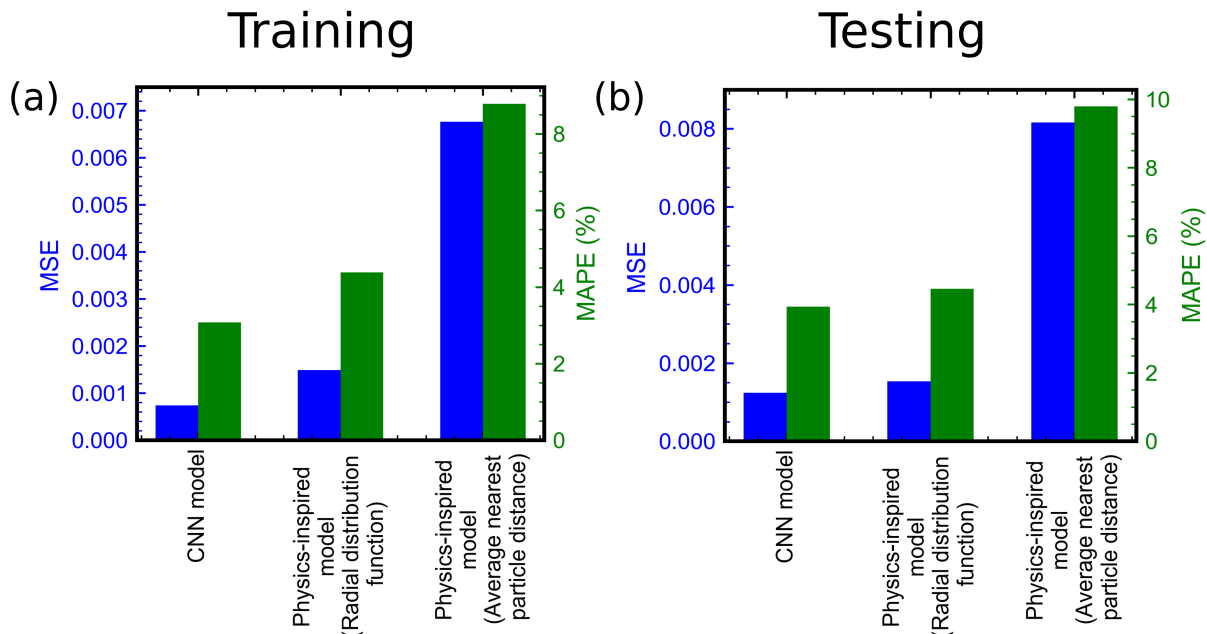 Training
Testing
(a)
0.007
0.006
0.005
0.004
0.003
0.002
0.001
0.000
MSE
8
6
4
2
0
MAPE (%)
CNN model
Physics-inspired
model
(Radial distribution
function)
Physics-inspired
model
(Average nearest
particle distance)
(b)
0.008
0.006
0.004
0.002
0.000
MSE
10
8
6
4
2
0
MAPE (%)
CNN model
Physics-inspired
model
(Radial distribution
function)
Physics-inspired
model
(Average nearest
particle distance)